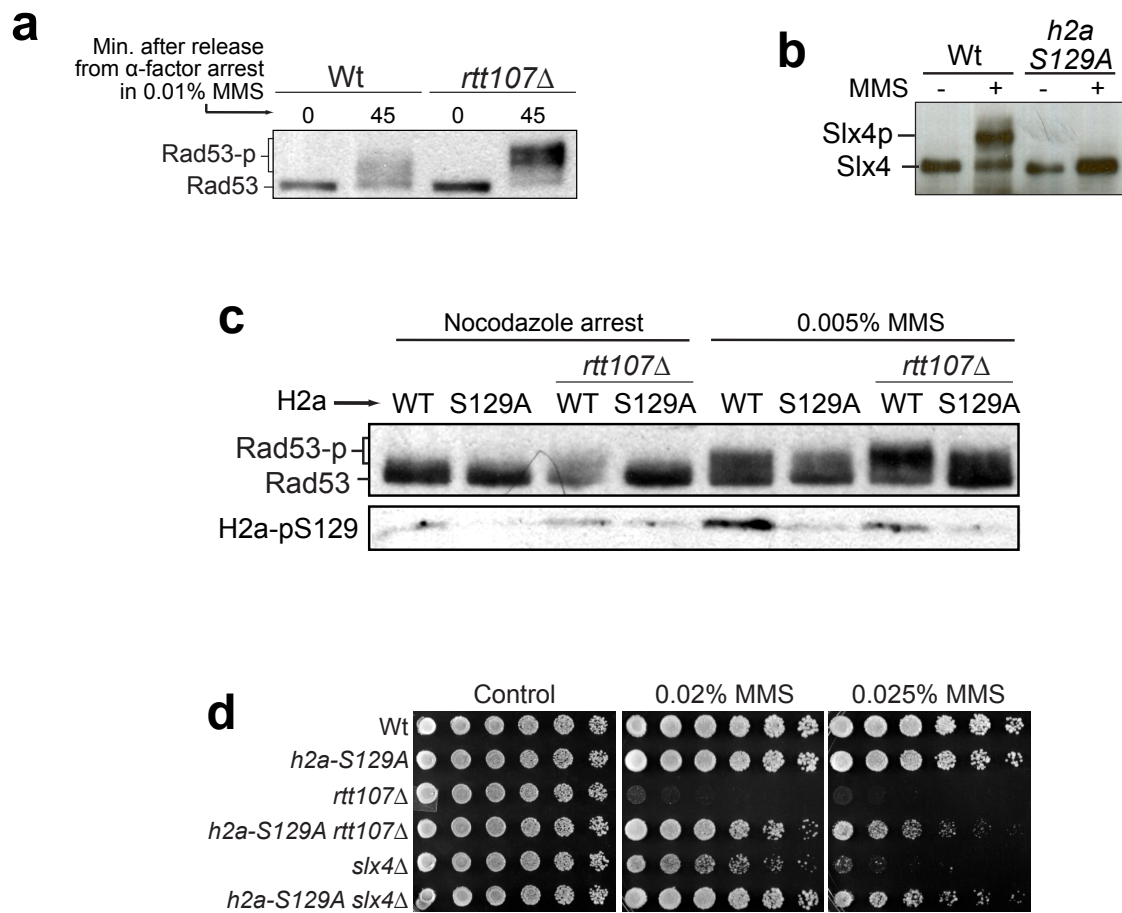 a
Min. after release
from α-factor arrest
in 0.01% MMS
Wt rtt107Δ
0 45 0 45
Rad53-p
Rad53
b
Wt h2a S129A
MMS - + - +
Slx4p
Slx4
c
Nocodazole arrest 0.005% MMS
rtt107Δ rtt107Δ
H2a WT S129A WT S129A WT S129A WT S129A
Rad53-p
Rad53
H2a-pS129
d
Control 0.02% MMS 0.025% MMS
Wt
h2a-S129A
rtt107Δ
h2a-S129A rtt107Δ
slx4Δ
h2a-S129A slx4Δ